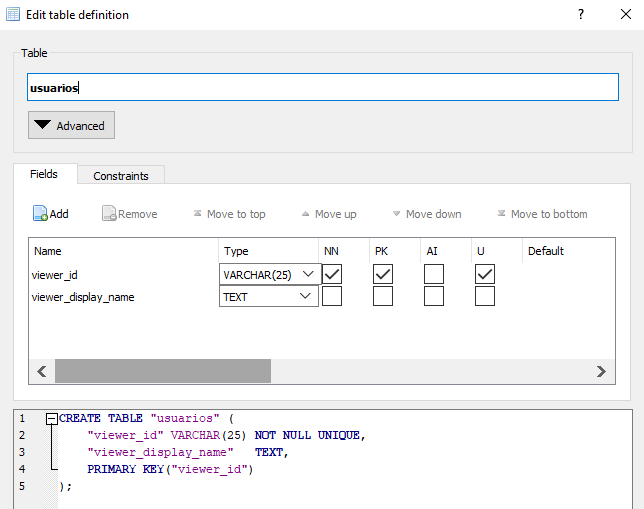 Edit table definition ?
Table
usuarios
Advanced
Fields Constraints
Add Remove Move to top Move up Move down Move to bottom
Name Type NN PK AI U Default
viewer_id VARCHAR(25)
viewer_display_name TEXT
1 CREATE TABLE "usuarios" (
2 "viewer_id" VARCHAR(25) NOT NULL UNIQUE,
3 "viewer_display_name" TEXT,
4 PRIMARY KEY("viewer_id")
5 );